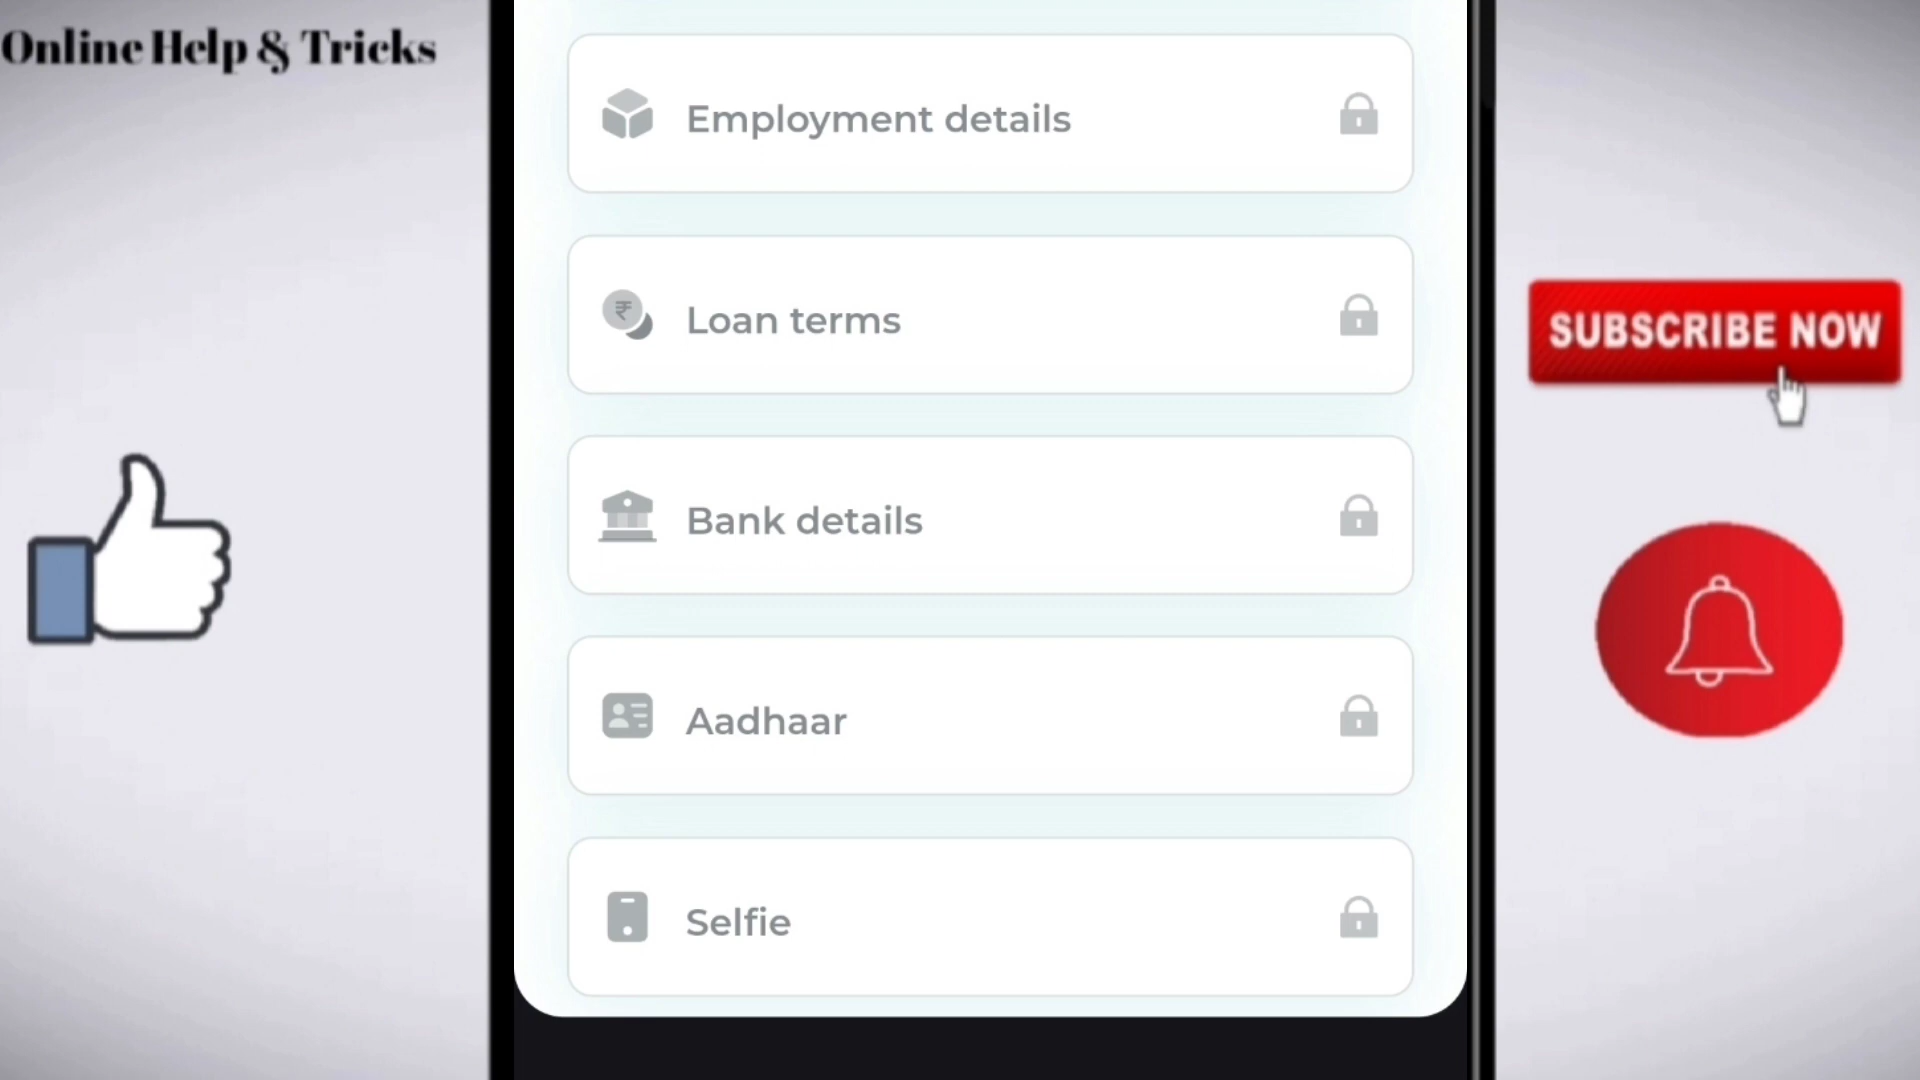 Online Help & Tricks
Employment details
₹
Loan terms
Bank details
Aadhaar
Selfie
SUBSCRIBE NOW